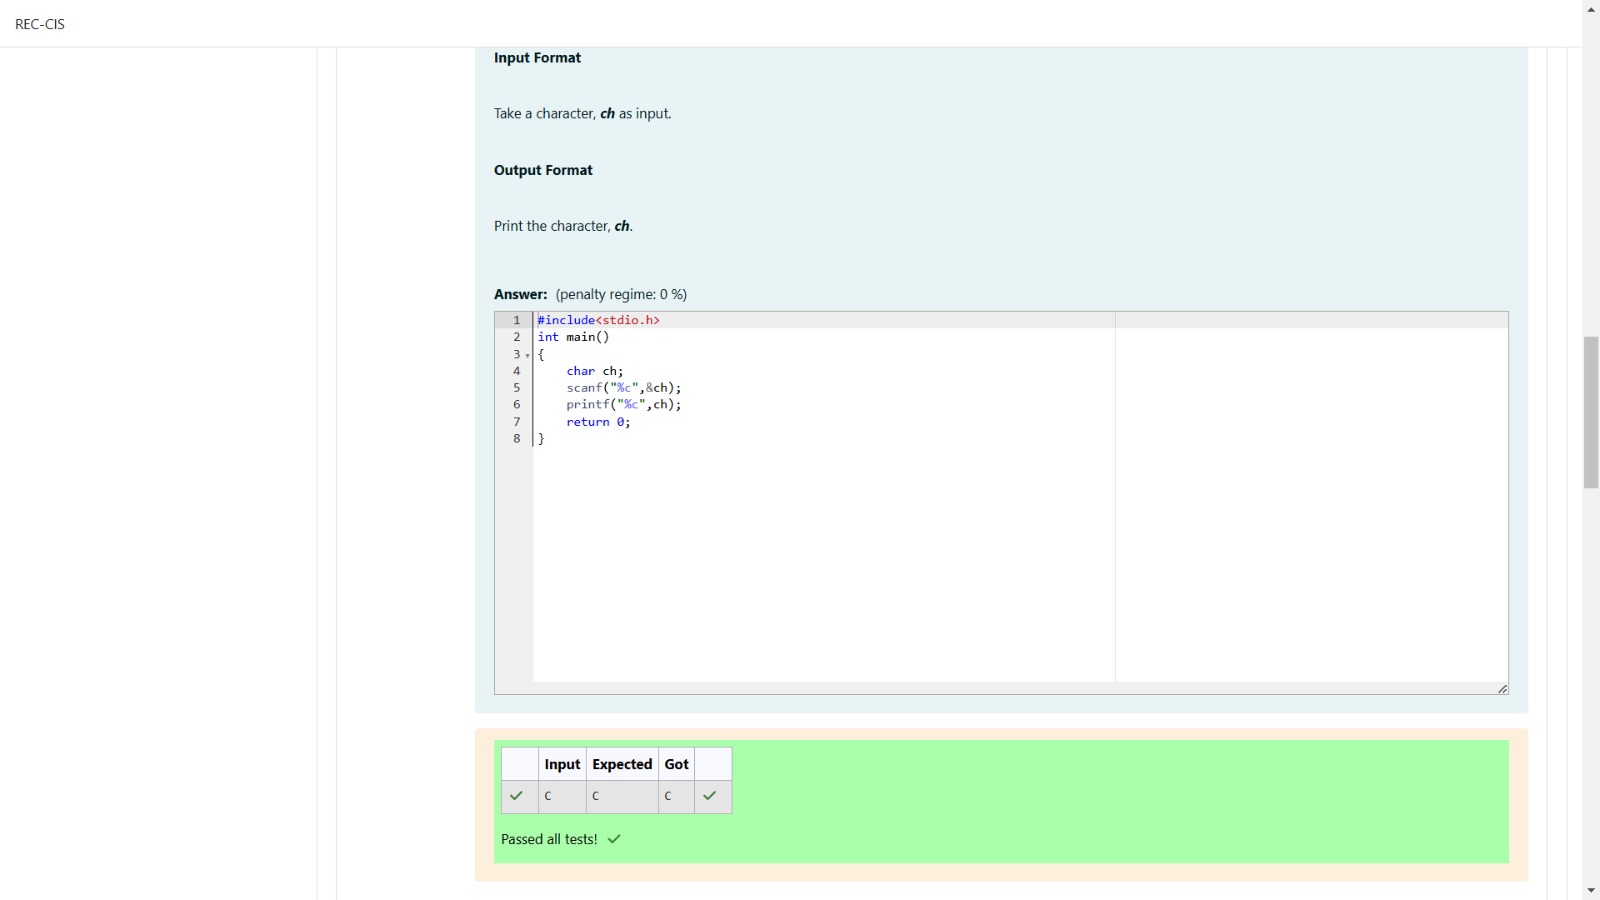 REC-CIS
Input Format
Take a character, ch as input.
Output Format
Print the character, ch.
Answer: (penalty regime: 0 %)
1 #include<stdio.h>
2 int main()
3 {
4     char ch;
5     scanf("%c",&ch);
6     printf("%c",ch);
7     return 0;
8 }
Input Expected Got
C C C
Passed all tests!